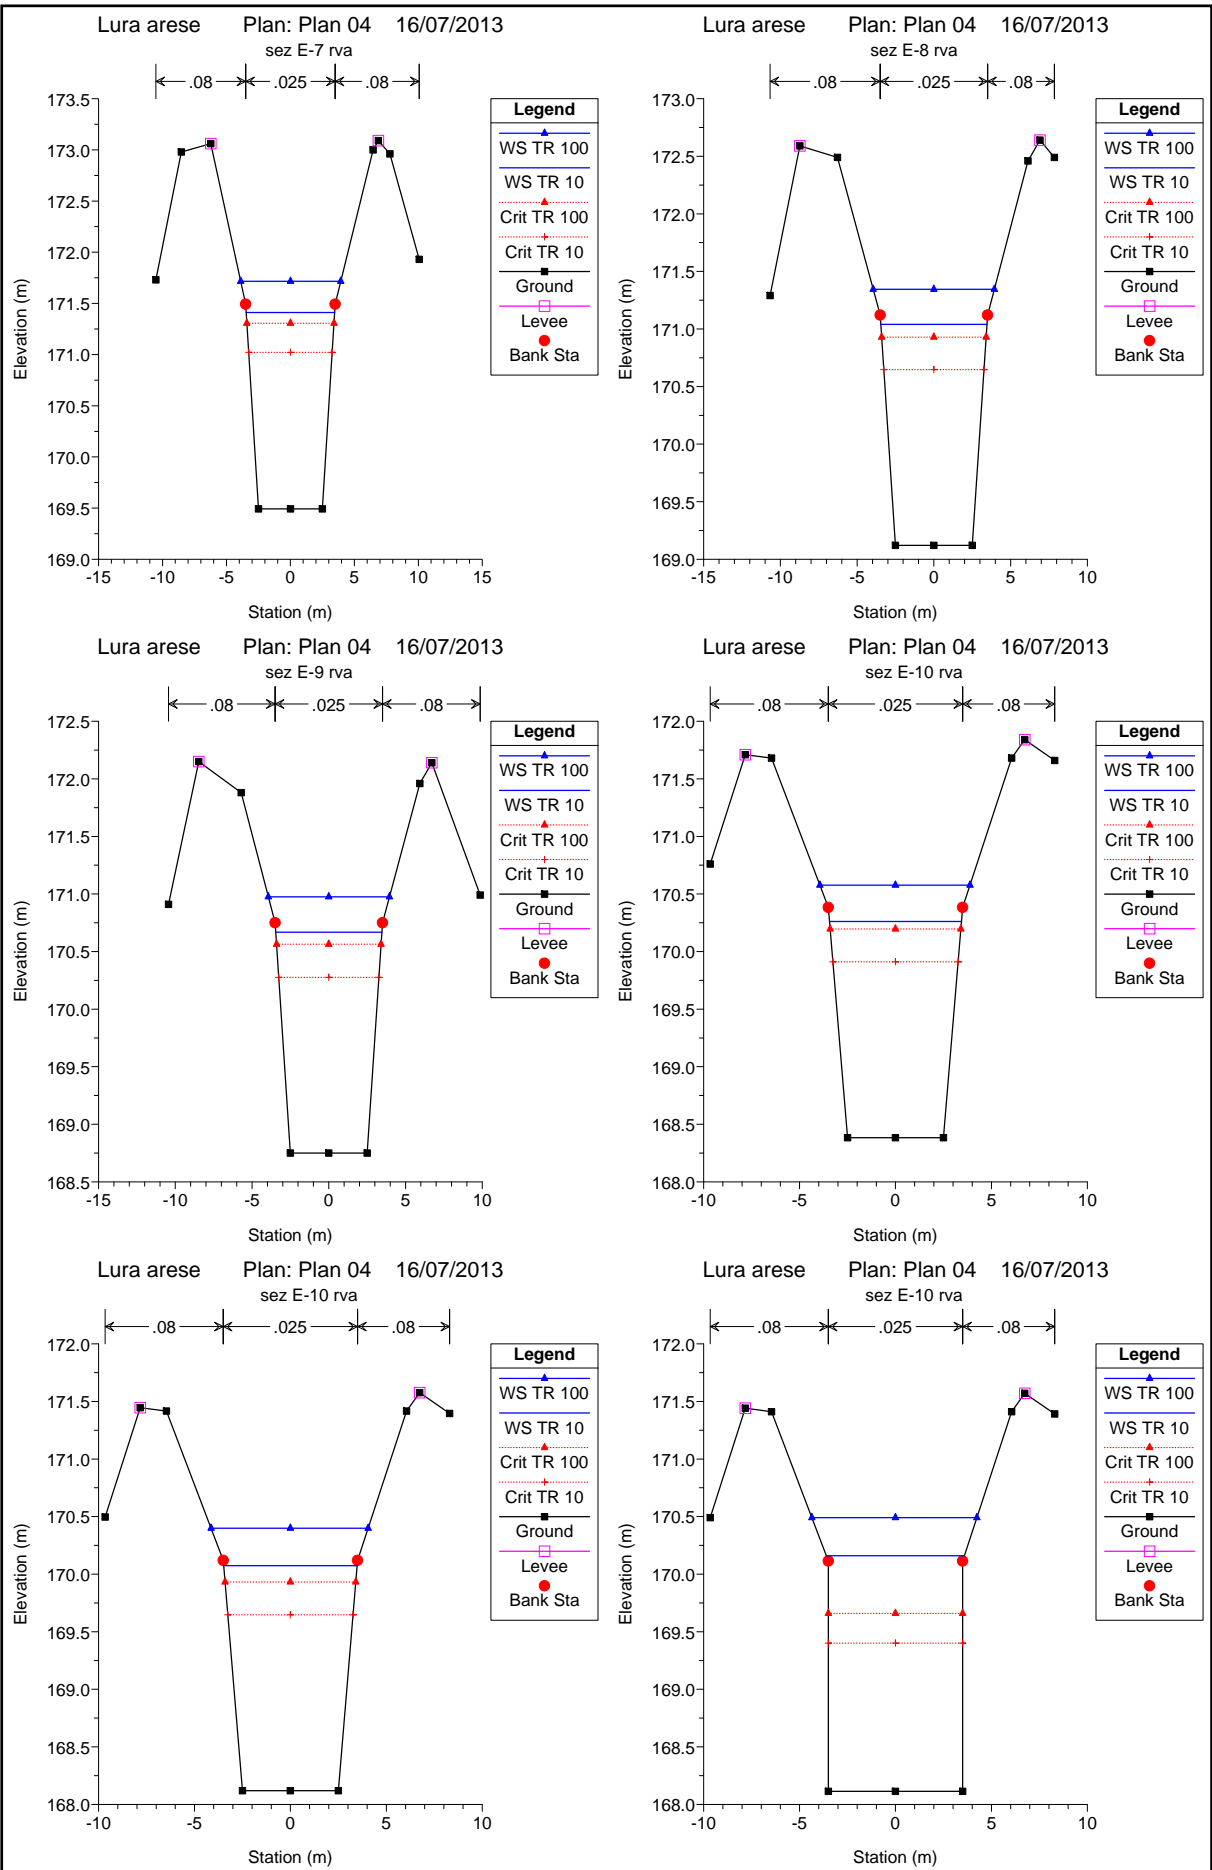 Lura arese Plan: Plan 04 16/07/2013
sez E-7 rva
.08 .025 .08
173.5
173.0
172.5
172.0
171.5
171.0
170.5
170.0
169.5
169.0
-15 -10 -5 0 5 10 15
Station (m)
Elevation (m)
Legend
WS TR 100
WS TR 10
Crit TR 100
Crit TR 10
Ground
Levee
Bank Sta
Lura arese Plan: Plan 04 16/07/2013
sez E-8 rva
.08 .025 .08
173.0
172.5
172.0
171.5
171.0
170.5
170.0
169.5
169.0
-15 -10 -5 0 5 10
Station (m)
Elevation (m)
Legend
WS TR 100
WS TR 10
Crit TR 100
Crit TR 10
Ground
Levee
Bank Sta
Lura arese Plan: Plan 04 16/07/2013
sez E-9 rva
.08 .025 .08
172.5
172.0
171.5
171.0
170.5
170.0
169.5
169.0
168.5
-15 -10 -5 0 5 10
Station (m)
Elevation (m)
Legend
WS TR 100
WS TR 10
Crit TR 100
Crit TR 10
Ground
Levee
Bank Sta
Lura arese Plan: Plan 04 16/07/2013
sez E-10 rva
.08 .025 .08
172.0
171.5
171.0
170.5
170.0
169.5
169.0
168.5
168.0
-10 -5 0 5 10
Station (m)
Elevation (m)
Legend
WS TR 100
WS TR 10
Crit TR 100
Crit TR 10
Ground
Levee
Bank Sta
Lura arese Plan: Plan 04 16/07/2013
sez E-10 rva
.08 .025 .08
172.0
171.5
171.0
170.5
170.0
169.5
169.0
168.5
168.0
-10 -5 0 5 10
Station (m)
Elevation (m)
Legend
WS TR 100
WS TR 10
Crit TR 100
Crit TR 10
Ground
Levee
Bank Sta
Lura arese Plan: Plan 04 16/07/2013
sez E-10 rva
.08 .025 .08
172.0
171.5
171.0
170.5
170.0
169.5
169.0
168.5
168.0
-10 -5 0 5 10
Station (m)
Elevation (m)
Legend
WS TR 100
WS TR 10
Crit TR 100
Crit TR 10
Ground
Levee
Bank Sta